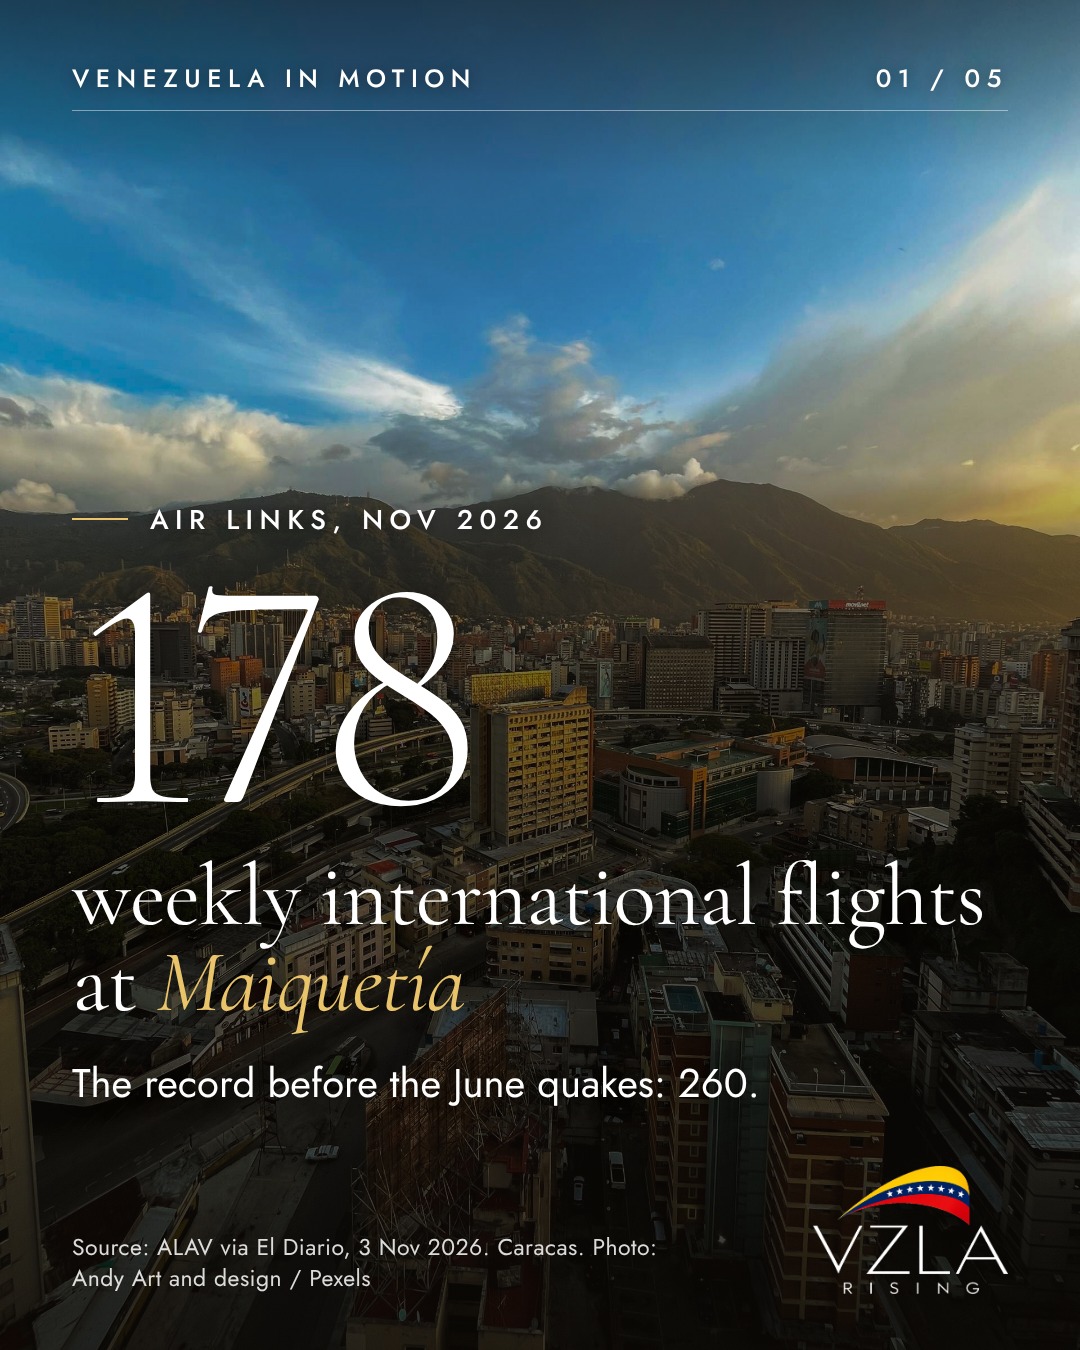 VENEZUELA IN MOTION
01 / 05
AIR LINKS, NOV 2026
movilnet
178
weekly international flights
at Maiquetía
The record before the June quakes: 260.
Source: ALAV via El Diario, 3 Nov 2026. Caracas. Photo:
Andy Art and design / Pexels
VZLA
RISING